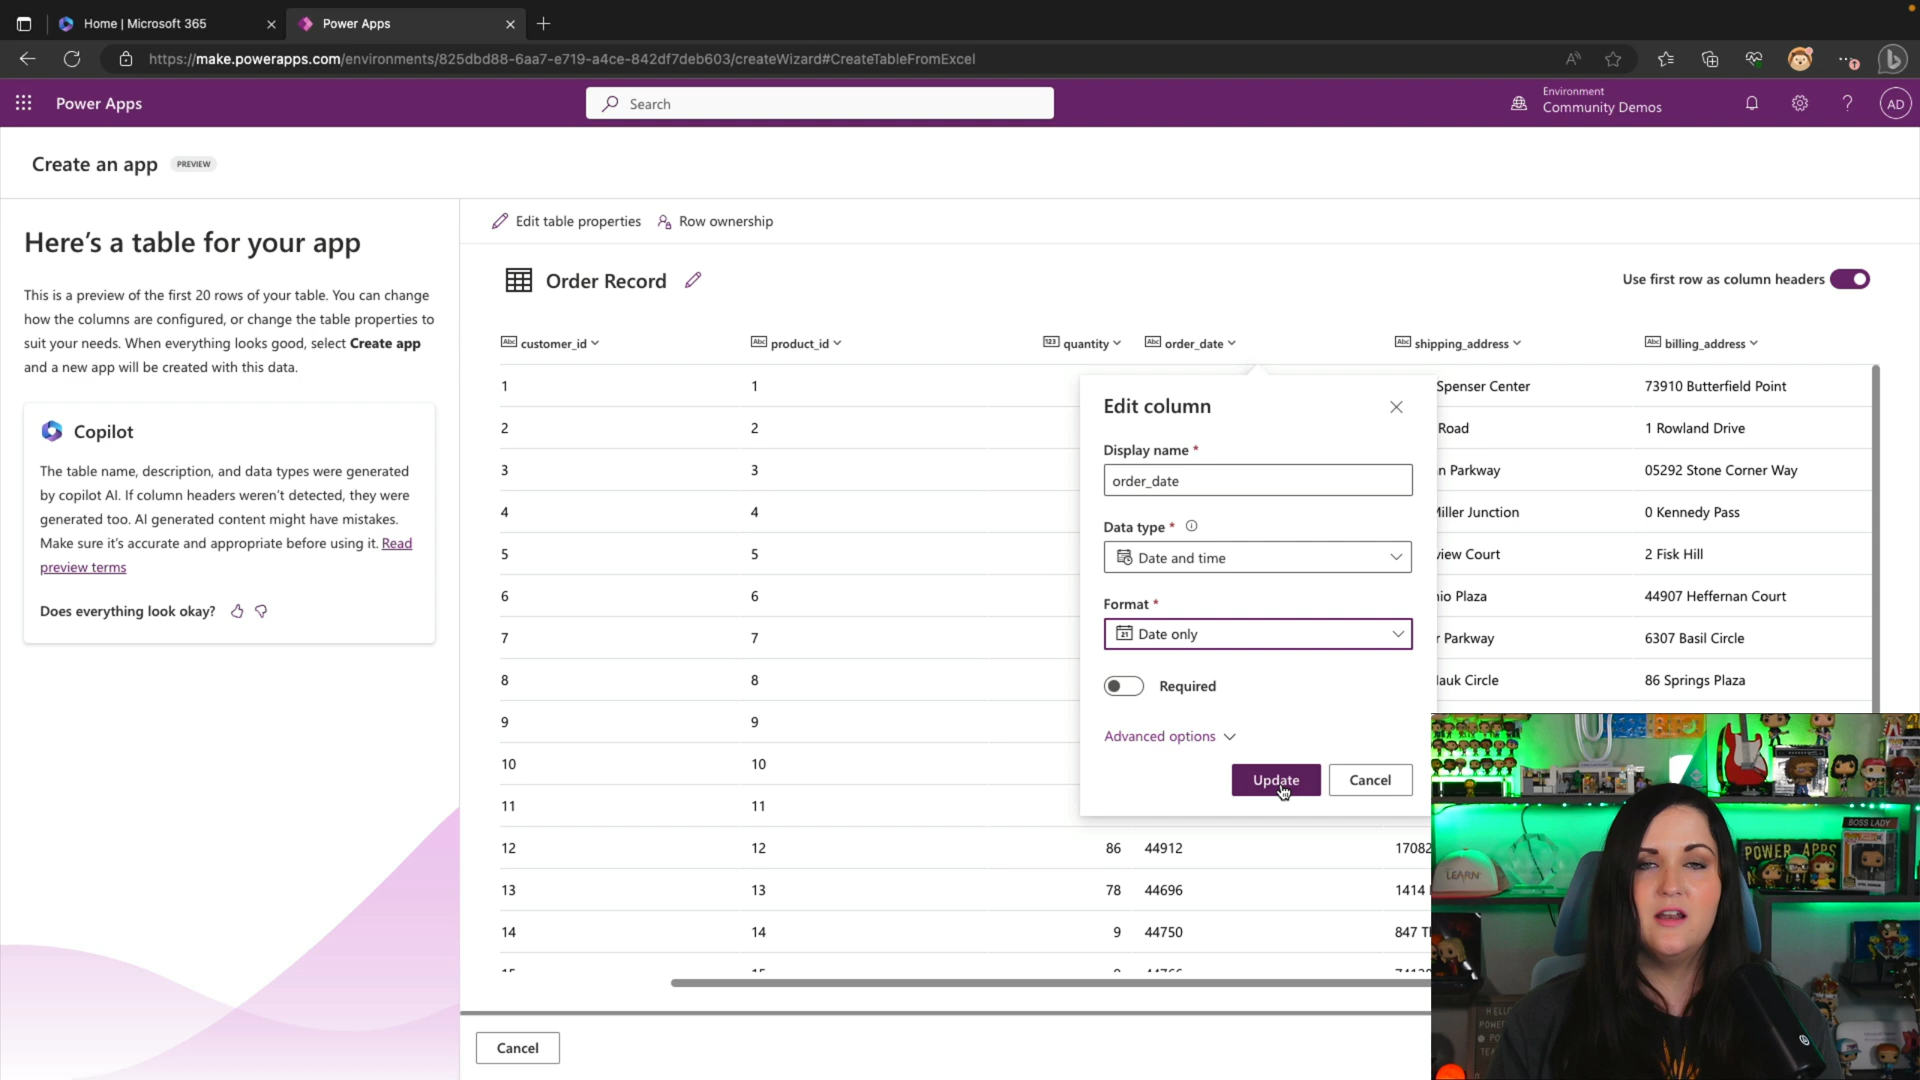 Home | Microsoft 365
Power Apps
https://make.powerapps.com/environments/825dbd88-6aa7-e719-a4ce-842df7deb603/createWizard#CreateTableFromExcel
Power Apps
Search
Environment
Community Demos
AD
Create an app PREVIEW
Here's a table for your app
This is a preview of the first 20 rows of your table. You can change
how the columns are configured, or change the table properties to
suit your needs. When everything looks good, select Create app
and a new app will be created with this data.
Copilot
The table name, description, and data types were generated
by copilot AI. If column headers weren't detected, they were
generated too. AI generated content might have mistakes.
Make sure it's accurate and appropriate before using it. Read
preview terms
Does everything look okay?
Edit table properties Row ownership
Order Record
Use first row as column headers
Abc customer_id Abc product_id 123 quantity Abc order_date Abc shipping_address Abc billing_address
1 1 Spenser Center 73910 Butterfield Point
2 2 Road 1 Rowland Drive
3 3 n Parkway 05292 Stone Corner Way
4 4 Miller Junction 0 Kennedy Pass
5 5 view Court 2 Fisk Hill
6 6 io Plaza 44907 Heffernan Court
7 7 r Parkway 6307 Basil Circle
8 8 auk Circle 86 Springs Plaza
9 9
10 10
11 11
12 12 86 44912 17082
13 13 78 44696 1414
14 14 9 44750 847
Edit column
Display name *
order_date
Data type *
Date and time
Format *
21 Date only
Required
Advanced options
Update Cancel
Cancel
BOSS LADY
POWER APPS
LEARN